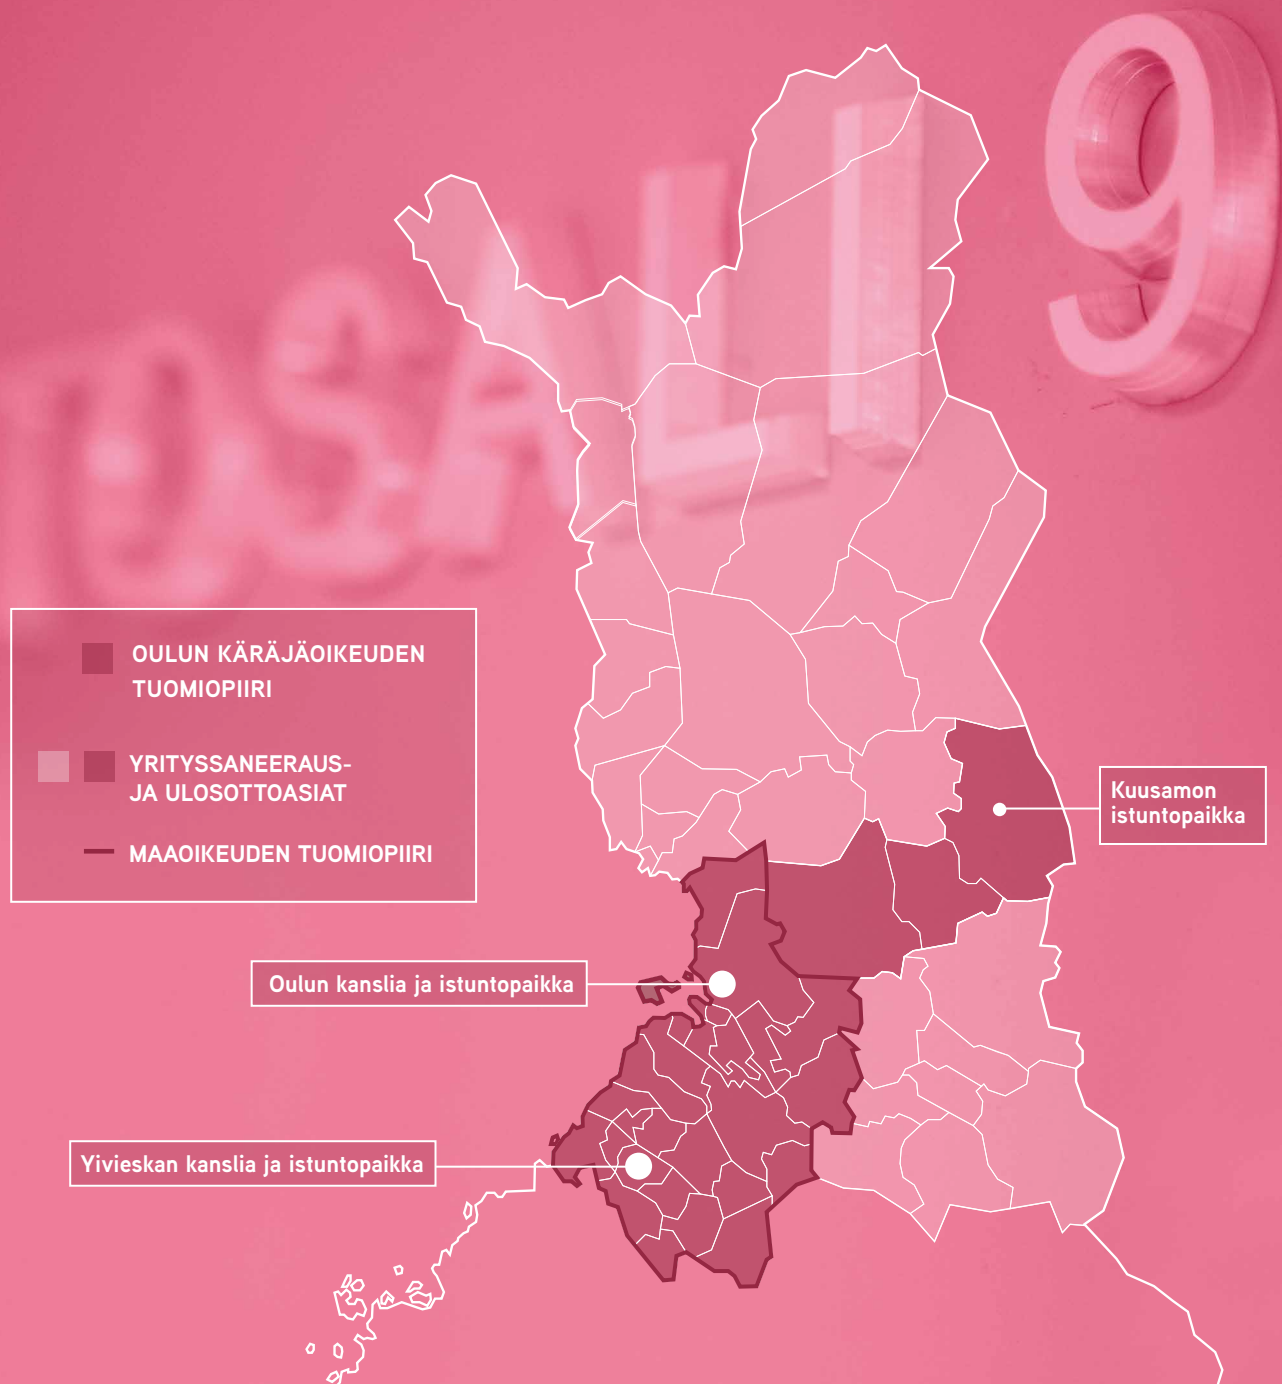 TOSALI 9
OULUN KÄRÄJÄOIKEUDEN
TUOMIOPIIRI
YRITYSSANEERAUS-
JA ULOSOTTOASIAT
MAAOIKEUDEN TUOMIOPIIRI
Kuusamon
istuntopaikka
Oulun kanslia ja istuntopaikka
Yivieskan kanslia ja istuntopaikka